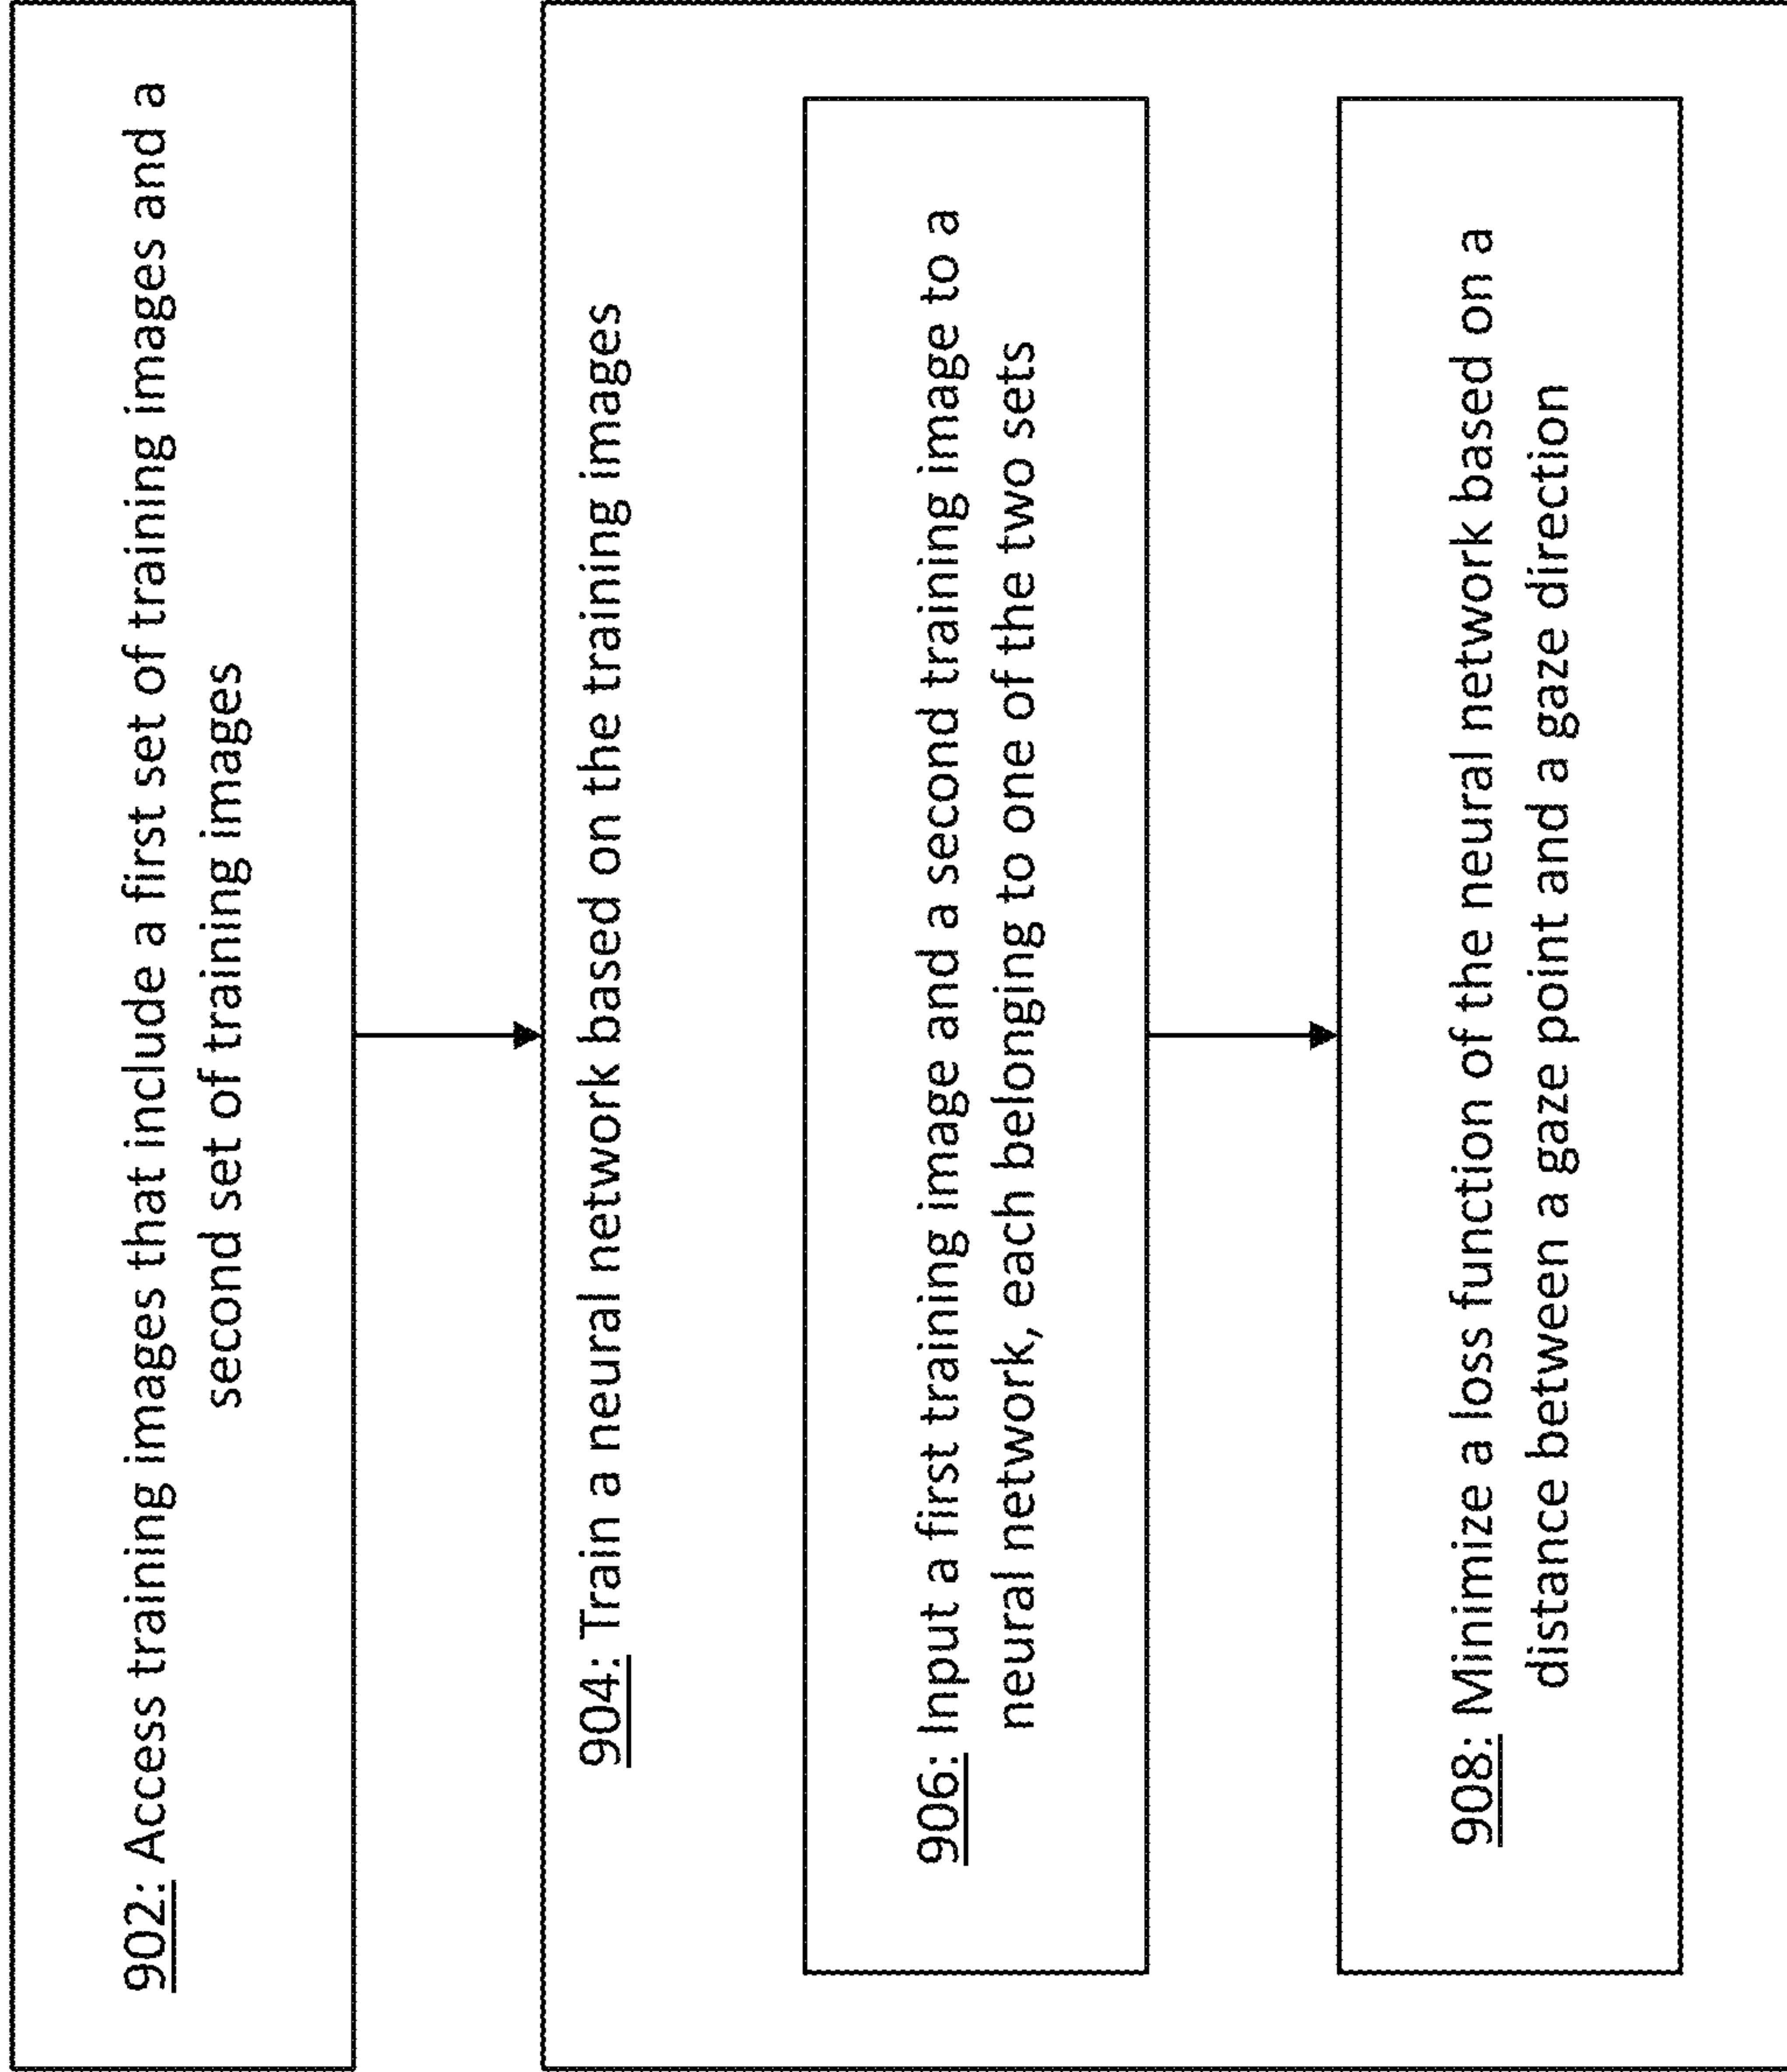 902: Access training images that include a first set of training images and a
second set of training images
904: Train a neural network based on the training images
906: Input a first training image and a second training image to a
neural network, each belonging to one of the two sets
908: Minimize a loss function of the neural network based on a
distance between a gaze point and a gaze direction